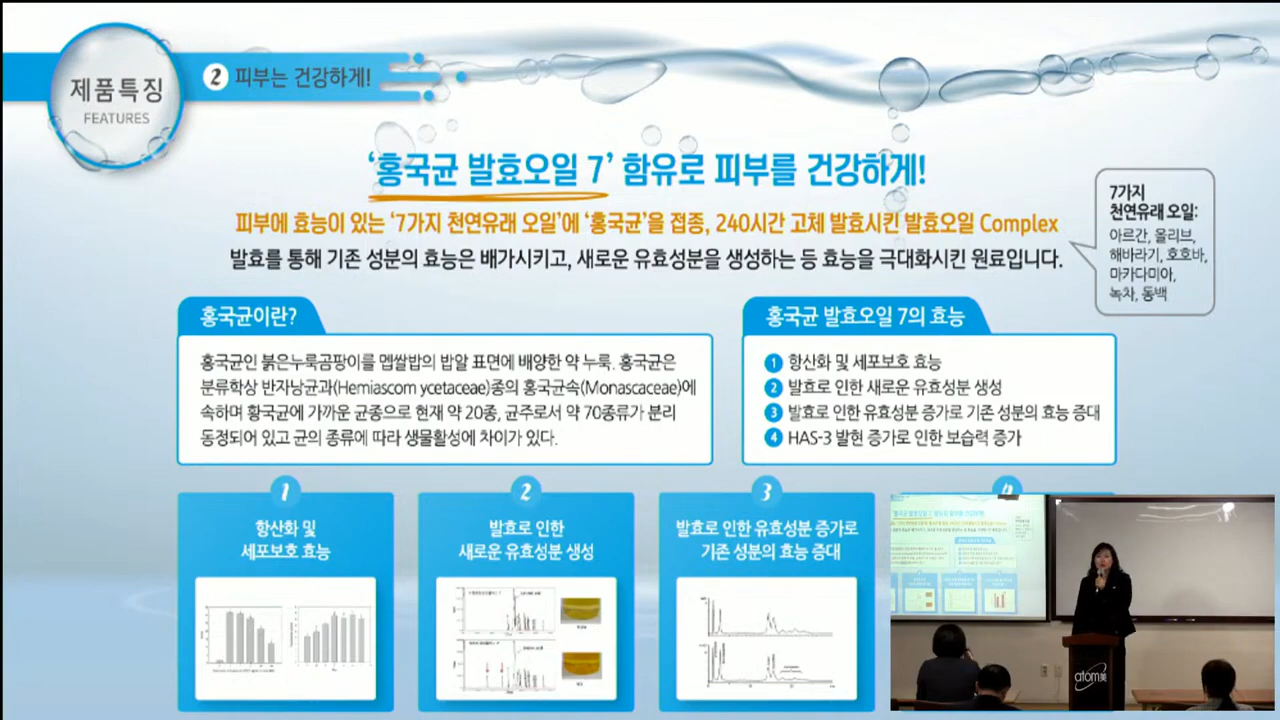 제품특징
FEATURES
2 피부는 건강하게!
‘홍국균 발효오일 7’ 함유로 피부를 건강하게!
피부에 효능이 있는 ‘7가지 천연유래 오일’에 ‘홍국균’을 접종, 240시간 고체 발효시킨 발효오일 Complex
발효를 통해 기존 성분의 효능은 배가시키고, 새로운 유효성분을 생성하는 등 효능을 극대화시킨 원료입니다.
7가지
천연유래 오일:
아르간, 올리브,
해바라기, 호호바,
마카다미아,
녹차, 동백
홍국균이란?
홍국균인 붉은누룩곰팡이를 멥쌀밥의 밥알 표면에 배양한 약 누룩. 홍국균은
분류학상 반자낭균과(Hemiascom ycetaceae)종의 홍국균속(Monascaceae)에
속하며 황국균에 가까운 균종으로 현재 약 20종, 균주로서 약 70종류가 분리
동정되어 있고 균의 종류에 따라 생물활성에 차이가 있다.
홍국균 발효오일 7의 효능
1 항산화 및 세포보호 효능
2 발효로 인한 새로운 유효성분 생성
3 발효로 인한 유효성분 증가로 기존 성분의 효능 증대
4 HAS-3 발현 증가로 인한 보습력 증가
1
항산화 및
세포보호 효능
2
발효로 인한
새로운 유효성분 생성
3
발효로 인한 유효성분 증가로
기존 성분의 효능 증대
atom美